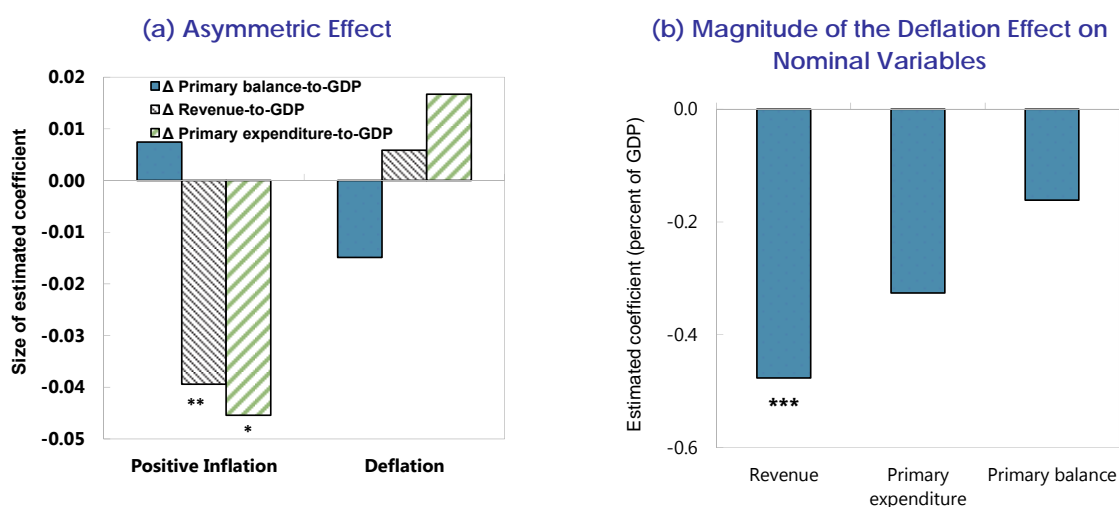 (a) Asymmetric Effect
0.02
0.01
0.00
-0.01
-0.02
-0.03
-0.04
-0.05
Size of estimated coefficient
Δ Primary balance-to-GDP
Δ Revenue-to-GDP
Δ Primary expenditure-to-GDP
**
*
Positive Inflation
Deflation
(b) Magnitude of the Deflation Effect on
Nominal Variables
0.0
-0.2
-0.4
-0.6
Estimated coefficient (percent of GDP)
***
Revenue
Primary
expenditure
Primary balance